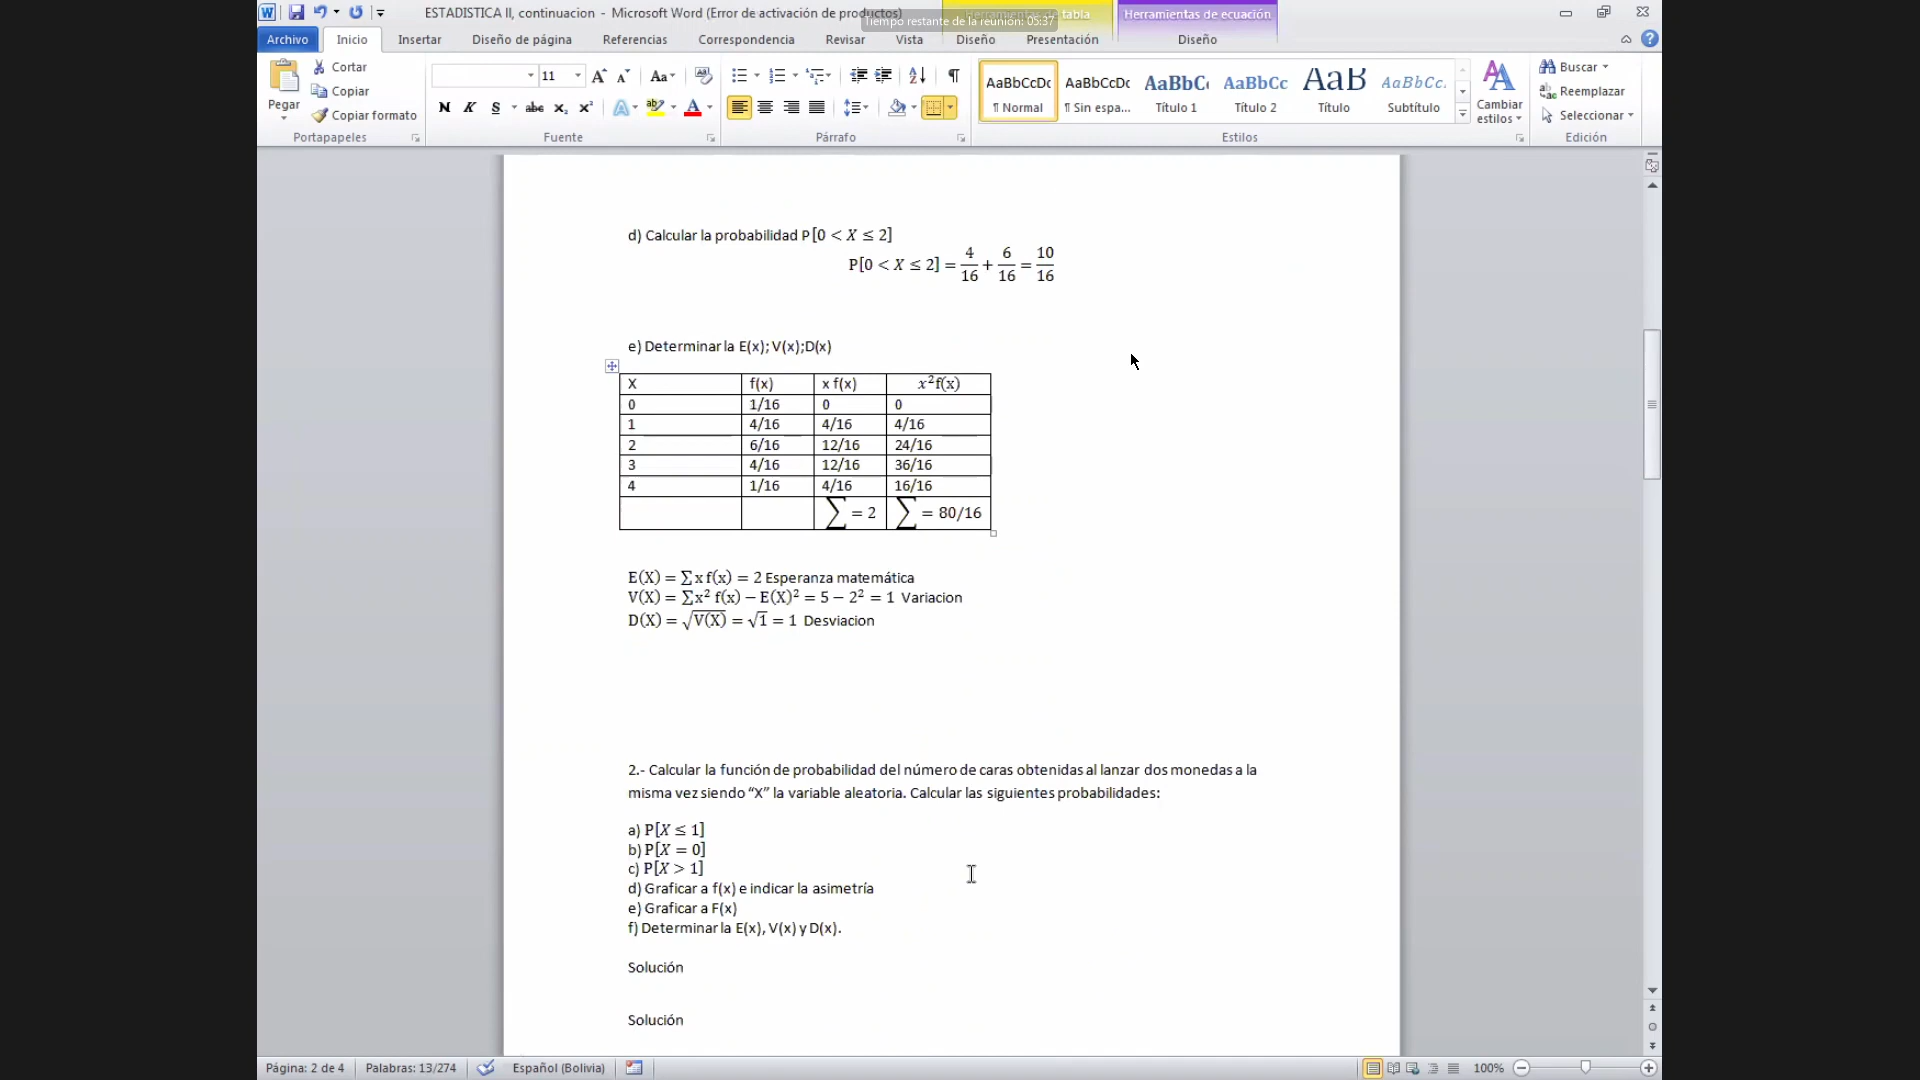 ESTADISTICA II, continuacion - Microsoft Word (Error de activación de productos)
Herramientas de tabla
Herramientas de ecuación
Tiempo restante de la reunión: 05:37
Archivo Inicio Insertar Diseño de página Referencias Correspondencia Revisar Vista Diseño Presentación Diseño
Pegar
Cortar
Copiar
Copiar formato
Portapapeles
11
Fuente
Párrafo
AaBbCcDc AaBbCcDc AaBbC AaBbCc AaB AaBbCc.
¶ Normal ¶ Sin espa... Título 1 Título 2 Título Subtítulo
Cambiar estilos
Estilos
Buscar
Reemplazar
Seleccionar
Edición
d) Calcular la probabilidad P[0 < X ≤ 2]
P[0 < X ≤ 2] = 4/16 + 6/16 = 10/16
e) Determinar la E(x); V(x);D(x)
X f(x) x f(x) x²f(x)
0 1/16 0 0
1 4/16 4/16 4/16
2 6/16 12/16 24/16
3 4/16 12/16 36/16
4 1/16 4/16 16/16
∑ = 2 ∑ = 80/16
E(X) = ∑x f(x) = 2 Esperanza matemática
V(X) = ∑x² f(x) − E(X)² = 5 − 2² = 1 Variacion
D(X) = √V(X) = √1 = 1 Desviacion
2.- Calcular la función de probabilidad del número de caras obtenidas al lanzar dos monedas a la
misma vez siendo “X” la variable aleatoria. Calcular las siguientes probabilidades:
a) P[X ≤ 1]
b) P[X = 0]
c) P[X > 1]
d) Graficar a f(x) e indicar la asimetría
e) Graficar a F(x)
f) Determinar la E(x), V(x) y D(x).
Solución
Solución
Página: 2 de 4 Palabras: 13/274 Español (Bolivia) 100%